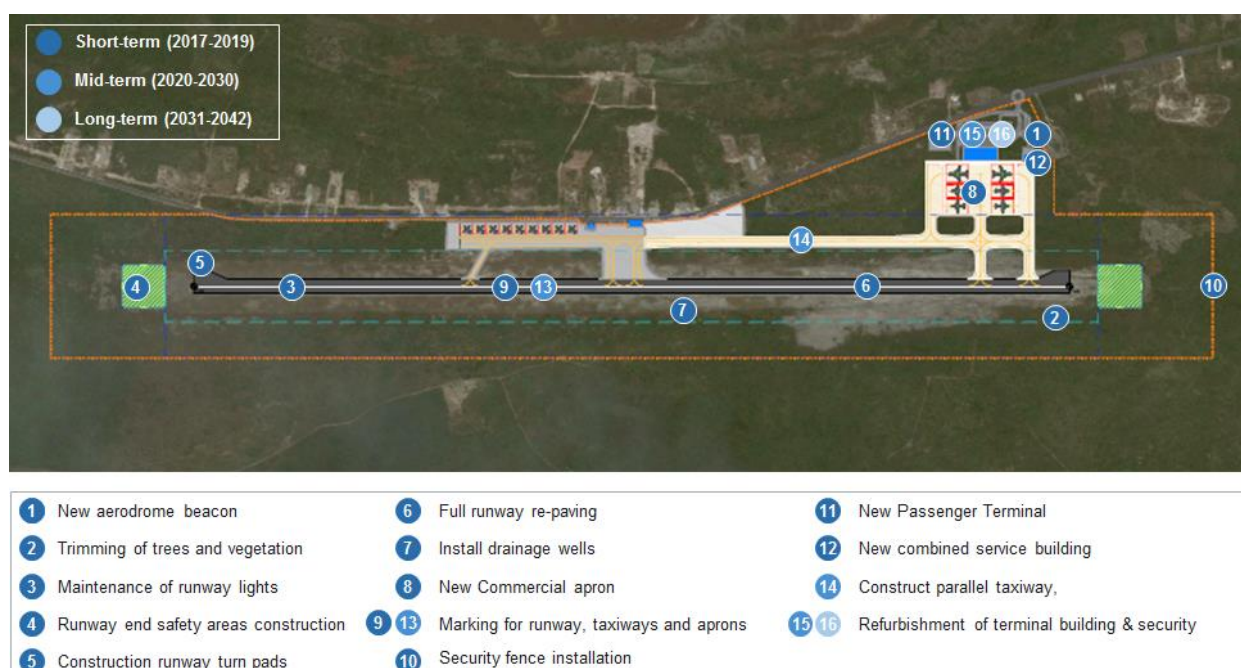 Short-term (2017-2019)
Mid-term (2020-2030)
Long-term (2031-2042)
11 15 16 1
12
8
14
5
4 3 9 13 6 10
7 2
1 New aerodrome beacon
2 Trimming of trees and vegetation
3 Maintenance of runway lights
4 Runway end safety areas construction
5 Construction runway turn pads
6 Full runway re-paving
7 Install drainage wells
8 New Commercial apron
9 13 Marking for runway, taxiways and aprons
10 Security fence installation
11 New Passenger Terminal
12 New combined service building
14 Construct parallel taxiway,
15 16 Refurbishment of terminal building & security